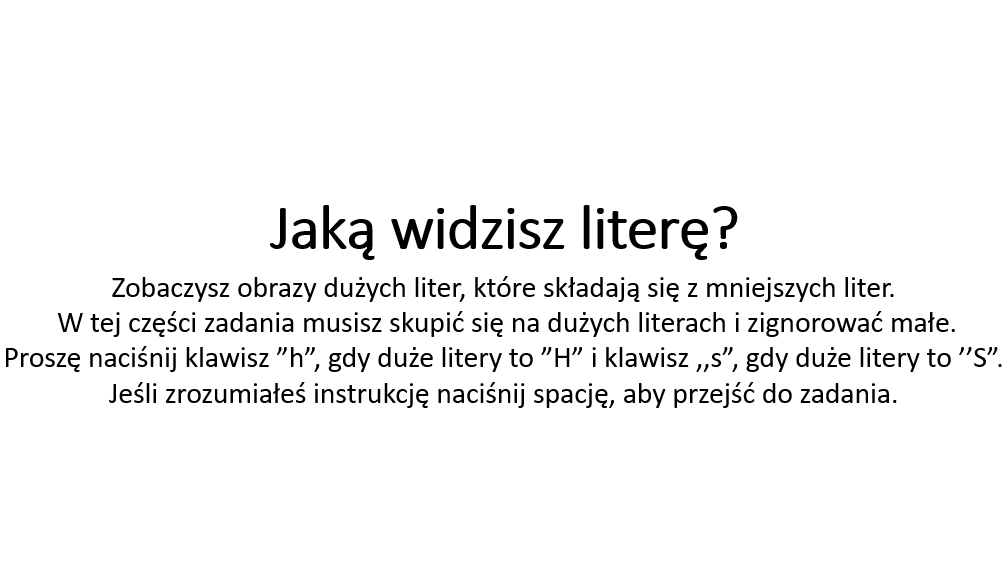 Jaką widzisz literę?
Zobaczysz obrazy dużych liter, które składają się z mniejszych liter.
W tej części zadania musisz skupić się na dużych literach i zignorować małe.
Proszę naciśnij klawisz ”h”, gdy duże litery to ”H” i klawisz ,,s”, gdy duże litery to ’’S”.
Jeśli zrozumiałeś instrukcję naciśnij spację, aby przejść do zadania.